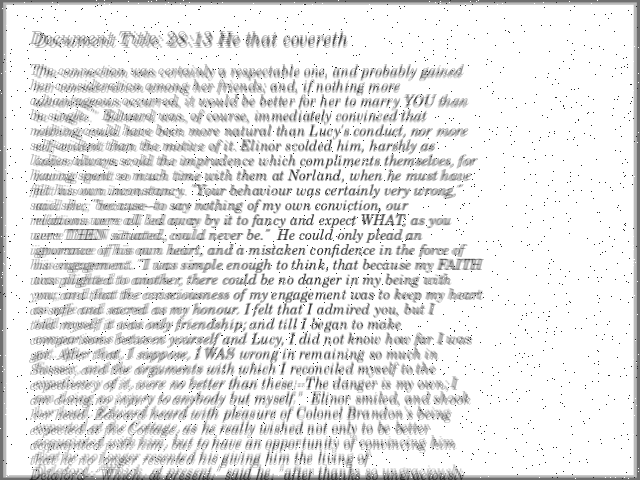 Document Title: 28:13 He that covereth
The connection was certainly a respectable one, and probably gained
her consideration among her friends; and, if nothing more
advantageous occurred, it would be better for her to marry YOU than
be single." Edward was, of course, immediately convinced that
nothing could have been more natural than Lucy's conduct, nor more
self-evident than the motive of it. Elinor scolded him, harshly as
ladies always scold the imprudence which compliments themselves, for
having spent so much time with them at Norland, when he must have
felt his own inconstancy. "Your behaviour was certainly very wrong,"
said she; "because--to say nothing of my own conviction, our
relations were all led away by it to fancy and expect WHAT, as you
were THEN situated, could never be." He could only plead an
ignorance of his own heart, and a mistaken confidence in the force of
his engagement. "I was simple enough to think, that because my FAITH
was plighted to another, there could be no danger in my being with
you; and that the consciousness of my engagement was to keep my heart
as safe and sacred as my honour. I felt that I admired you, but I
told myself it was only friendship; and till I began to make
comparisons between yourself and Lucy, I did not know how far I was
got. After that, I suppose, I WAS wrong in remaining so much in
Sussex, and the arguments with which I reconciled myself to the
expediency of it, were no better than these:--The danger is my own; I
am doing no injury to anybody but myself." Elinor smiled, and shook
her head. Edward heard with pleasure of Colonel Brandon's being
expected at the Cottage, as he really wished not only to be better
acquainted with him, but to have an opportunity of convincing him
that he no longer resented his giving him the living of
Delaford--"Which, at present," said he, "after thanks so ungraciously